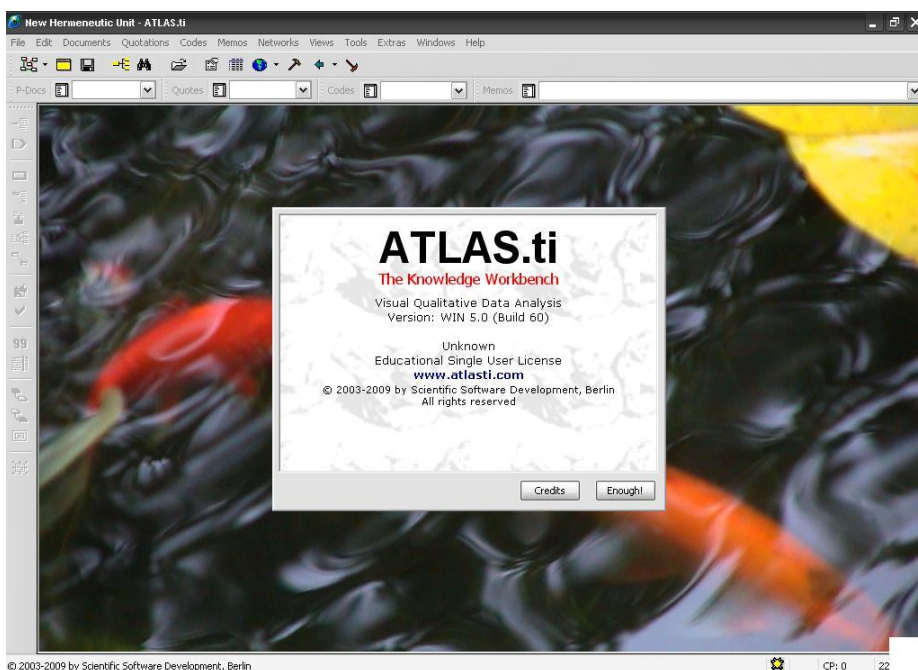 New Hermeneutic Unit - ATLAS.ti
File Edit Documents Quotations Codes Memos Networks Views Tools Extras Windows Help
P-Docs Quotes Codes Memos
ATLAS.ti
The Knowledge Workbench
Visual Qualitative Data Analysis
Version: WIN 5.0 (Build 60)
Unknown
Educational Single User License
www.atlasti.com
© 2003-2009 by Scientific Software Development, Berlin
All rights reserved
Credits Enough!
99
© 2003-2009 by Scientific Software Development, Berlin CP: 0 22